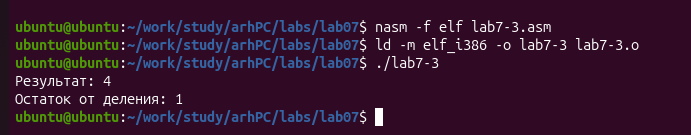 ubuntu@ubuntu:~/work/study/arhPC/labs/lab07$ nasm -f elf lab7-3.asm
ubuntu@ubuntu:~/work/study/arhPC/labs/lab07$ ld -m elf_i386 -o lab7-3 lab7-3.o
ubuntu@ubuntu:~/work/study/arhPC/labs/lab07$ ./lab7-3
Результат: 4
Остаток от деления: 1
ubuntu@ubuntu:~/work/study/arhPC/labs/lab07$